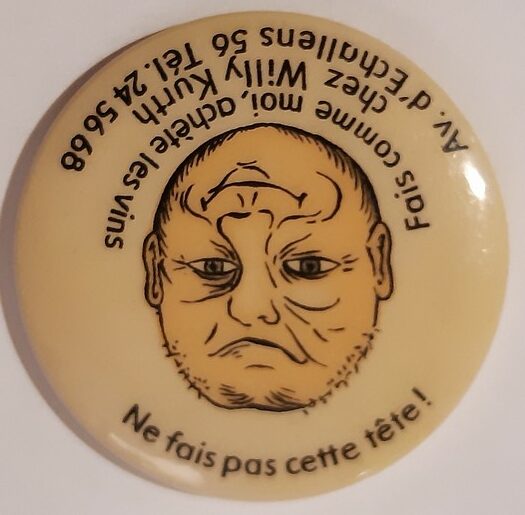 Ne fais pas cette tête!
Fais comme moi, achète les vins
chez Willy Kurth
Av. d'Echallens 56 Tél. 24 56 68